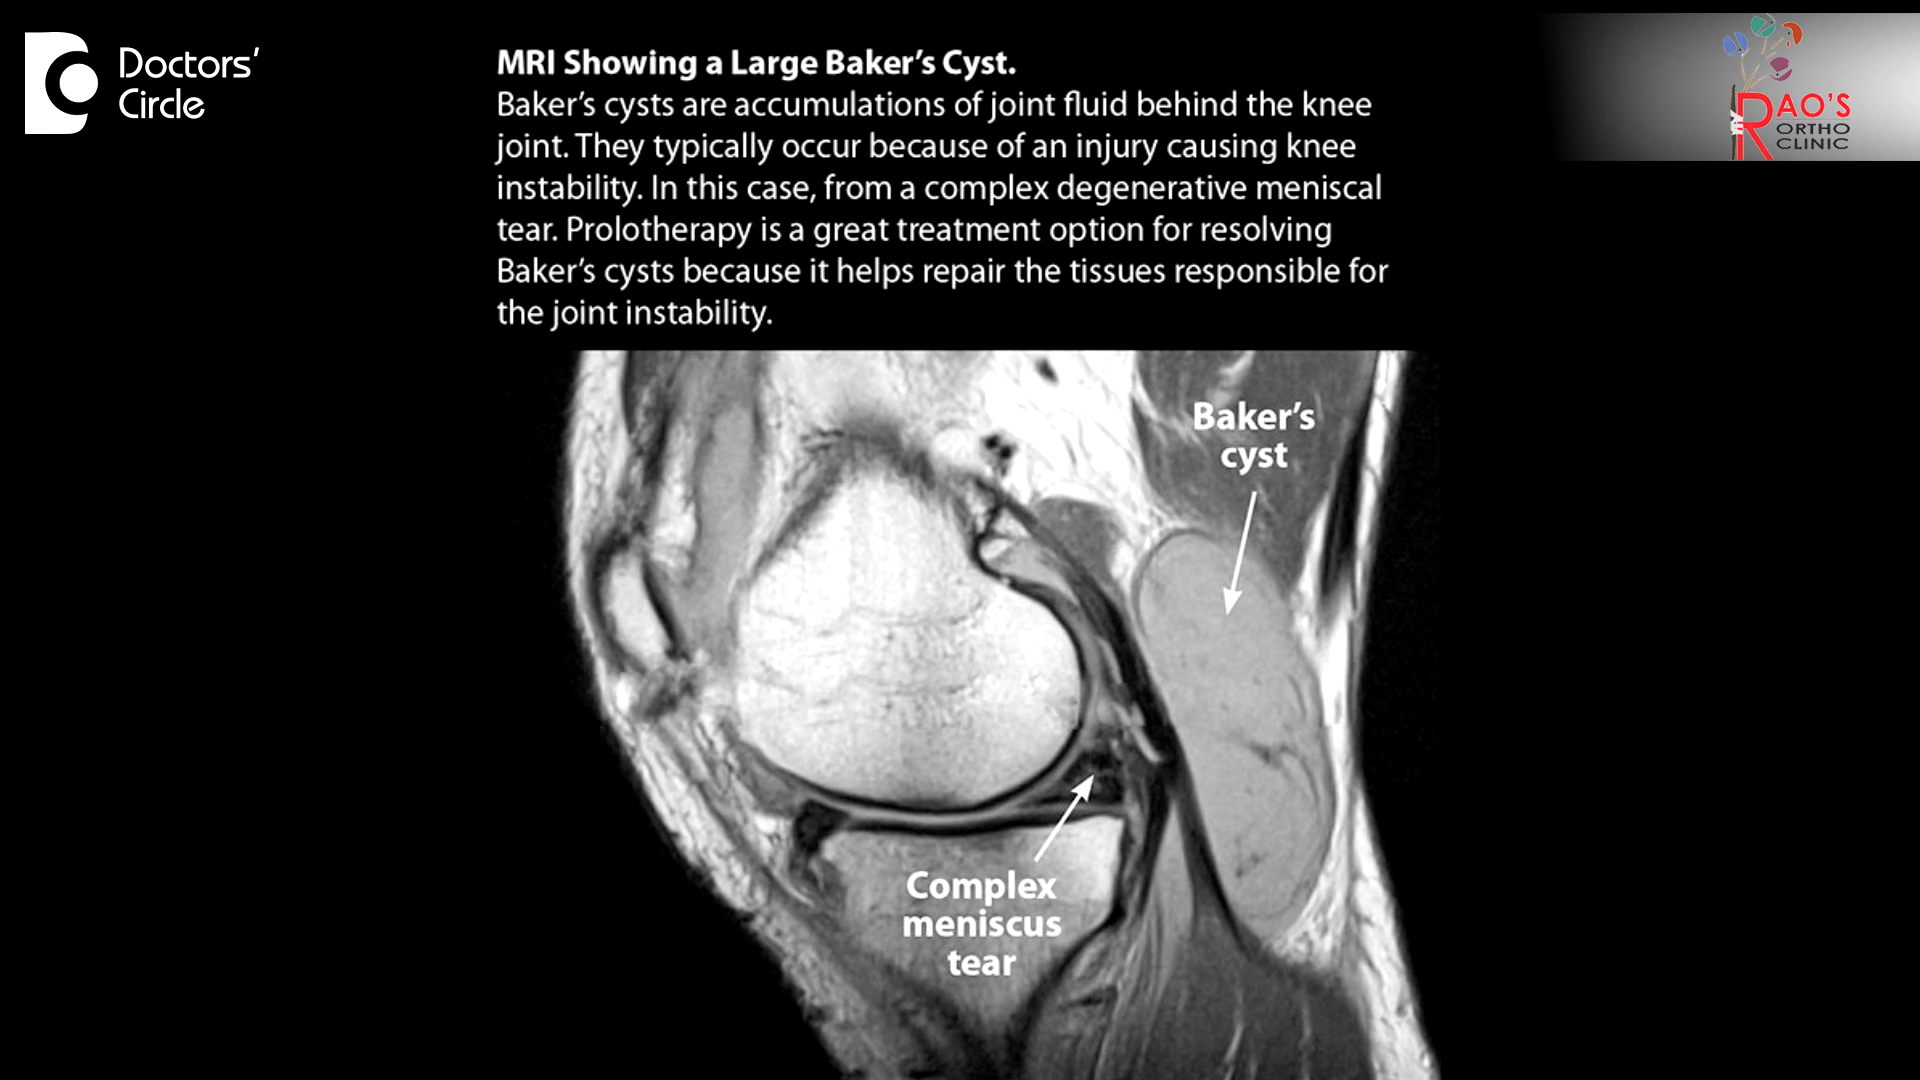 Doctors'
Circle
MRI Showing a Large Baker's Cyst.
Baker's cysts are accumulations of joint fluid behind the knee
joint. They typically occur because of an injury causing knee
instability. In this case, from a complex degenerative meniscal
tear. Prolotherapy is a great treatment option for resolving
Baker's cysts because it helps repair the tissues responsible for
the joint instability.
RAO'S
ORTHO
CLINIC
Baker's
cyst
Complex
meniscus
tear